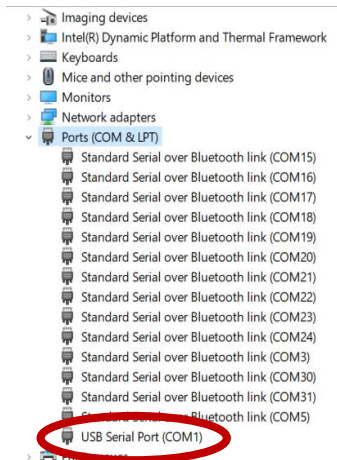 Imaging devices
Intel(R) Dynamic Platform and Thermal Framework
Keyboards
Mice and other pointing devices
Monitors
Network adapters
Ports (COM & LPT)
Standard Serial over Bluetooth link (COM15)
Standard Serial over Bluetooth link (COM16)
Standard Serial over Bluetooth link (COM17)
Standard Serial over Bluetooth link (COM18)
Standard Serial over Bluetooth link (COM19)
Standard Serial over Bluetooth link (COM20)
Standard Serial over Bluetooth link (COM21)
Standard Serial over Bluetooth link (COM22)
Standard Serial over Bluetooth link (COM23)
Standard Serial over Bluetooth link (COM24)
Standard Serial over Bluetooth link (COM3)
Standard Serial over Bluetooth link (COM30)
Standard Serial over Bluetooth link (COM31)
Standard Serial over Bluetooth link (COM5)
USB Serial Port (COM1)